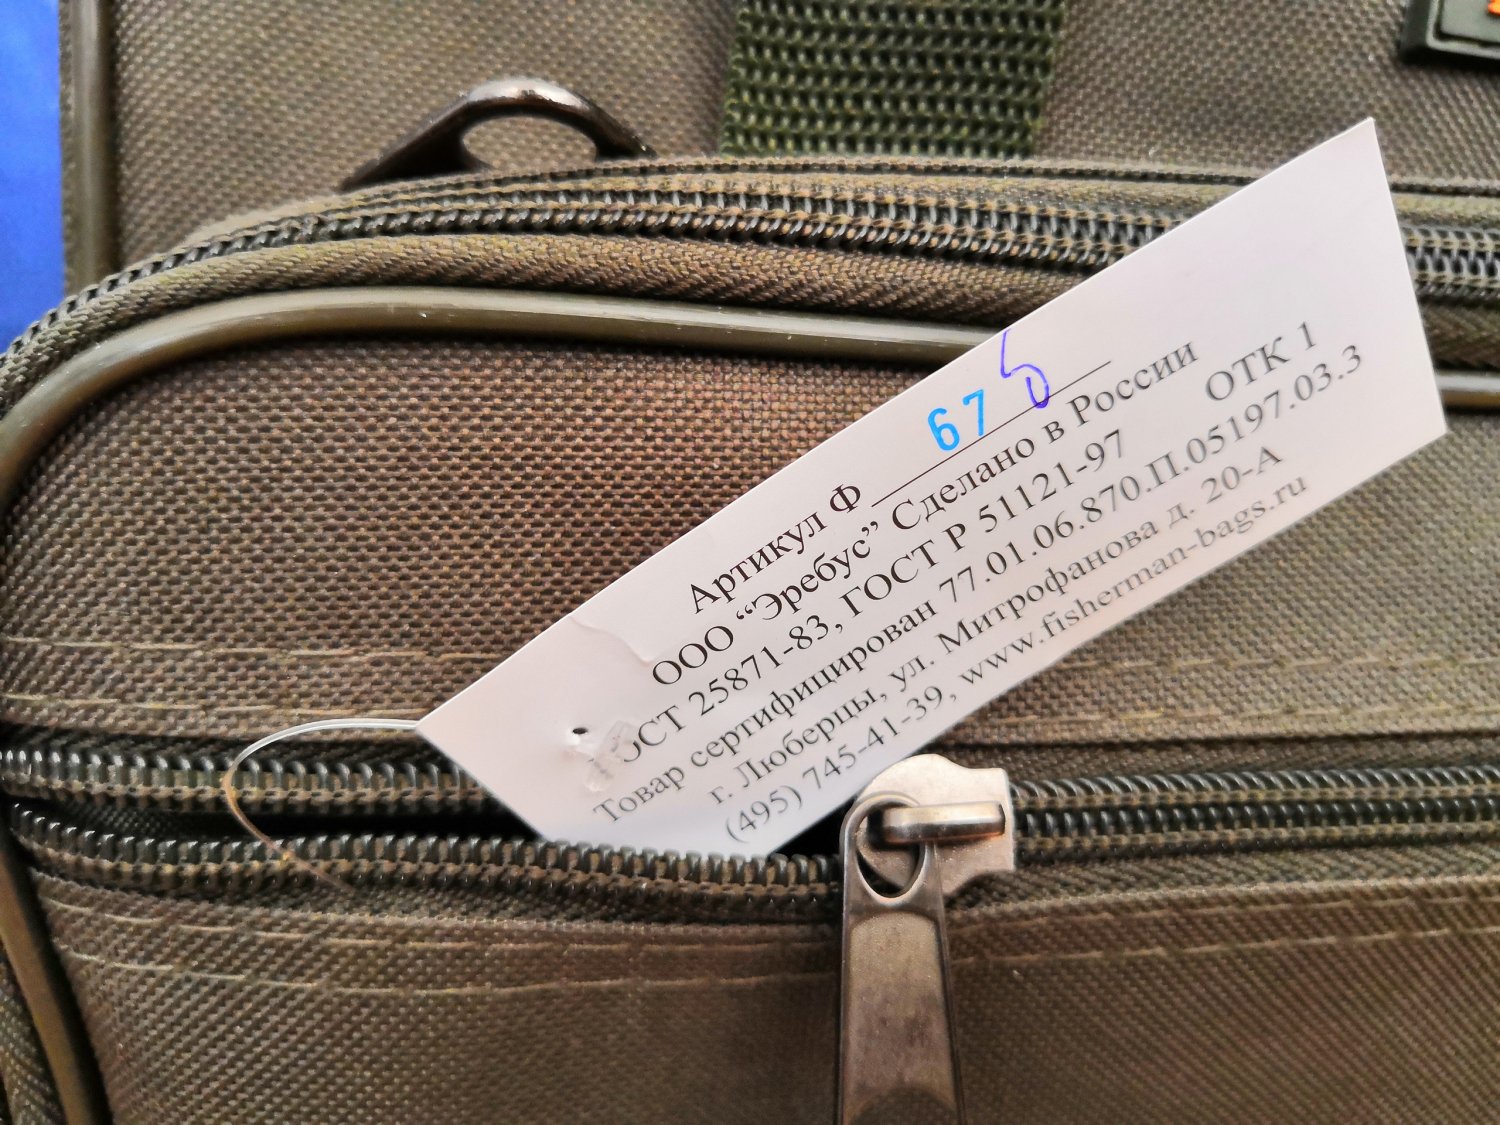 Артикул Ф 67
ООО “Эребус” Сделано в России
ГОСТ 25871-83, ГОСТ Р 51121-97 ОТК 1
Товар сертифицирован 77.01.06.870.П.05197.03.3
г. Люберцы, ул. Митрофанова д. 20-А
(495) 745-41-39, www.fisherman-bags.ru